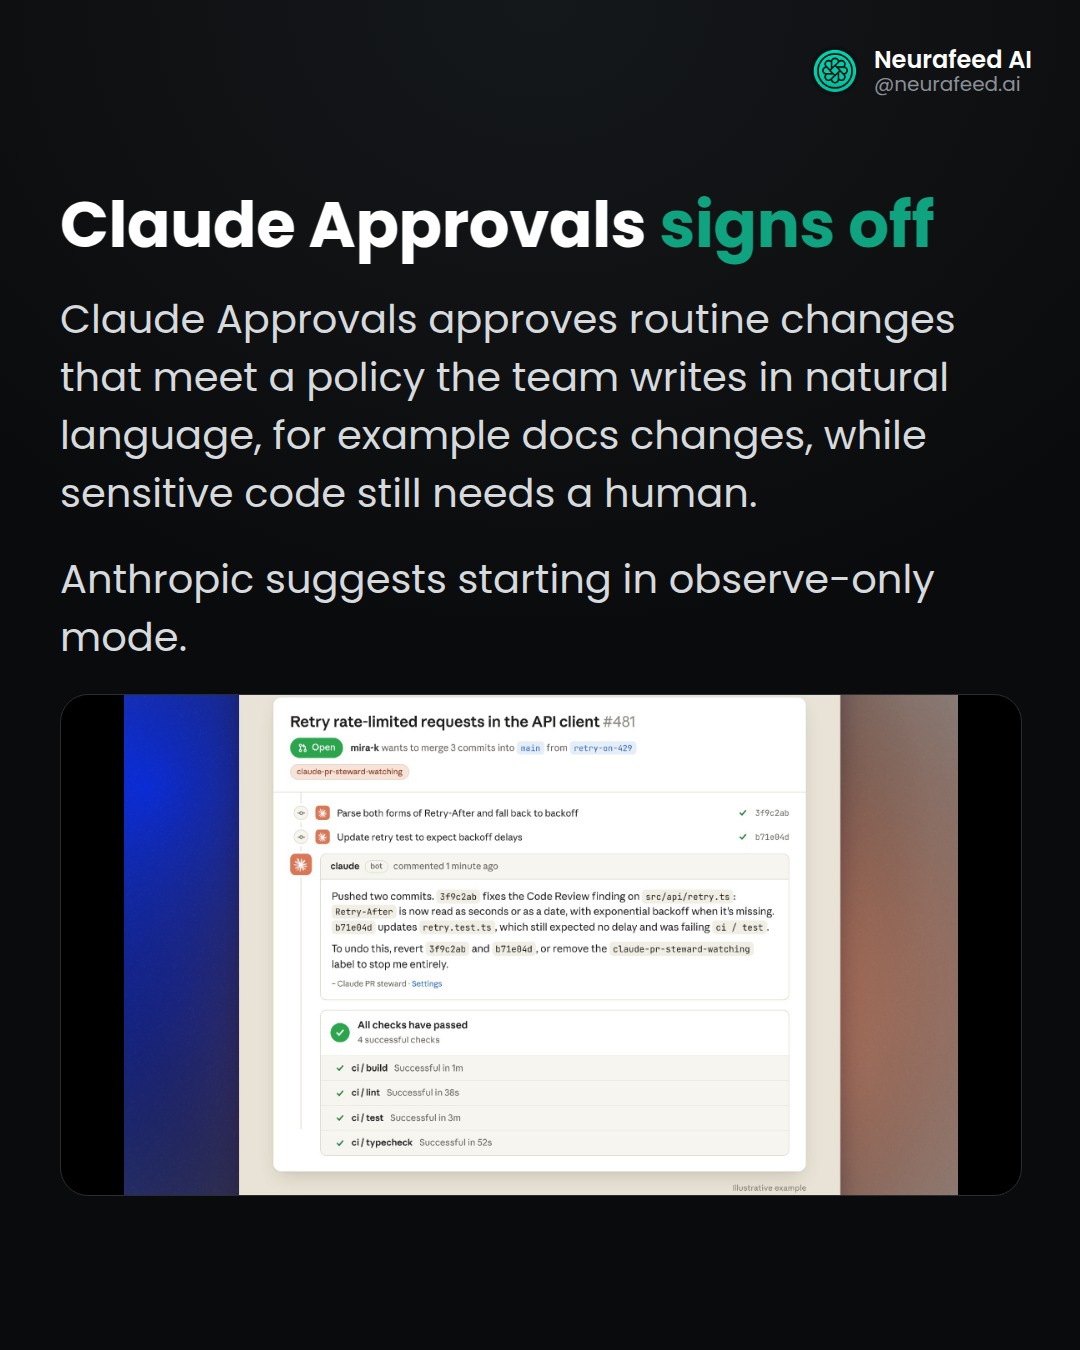 Neurafeed AI
@neurafeed.ai
Claude Approvals signs off
Claude Approvals approves routine changes
that meet a policy the team writes in natural
language, for example docs changes, while
sensitive code still needs a human.
Anthropic suggests starting in observe-only
mode.
Retry rate-limited requests in the API client #481
Open mira-k wants to merge 3 commits into main from retry-on-429
claude-pr-steward-watching
Parse both forms of Retry-After and fall back to backoff 3f9c2ab
Update retry test to expect backoff delays b71e04d
claude bot commented 1 minute ago
Pushed two commits. 3f9c2ab fixes the Code Review finding on src/api/retry.ts:
Retry-After is now read as seconds or as a date, with exponential backoff when it's missing.
b71e04d updates retry.test.ts, which still expected no delay and was failing ci / test.
To undo this, revert 3f9c2ab and b71e04d, or remove the claude-pr-steward-watching
label to stop me entirely.
- Claude PR steward · Settings
All checks have passed
4 successful checks
ci / build Successful in 1m
ci / lint Successful in 38s
ci / test Successful in 3m
ci / typecheck Successful in 52s
Illustrative example